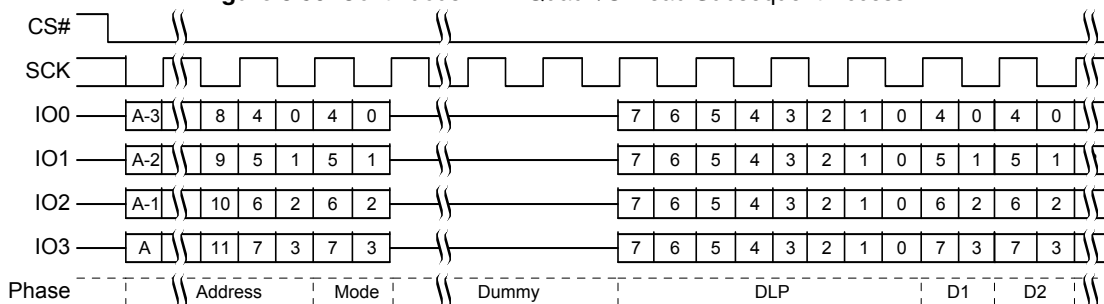 CS#
SCK
IO0 A-3 8 4 0 4 0 7 6 5 4 3 2 1 0 4 0 4 0
IO1 A-2 9 5 1 5 1 7 6 5 4 3 2 1 0 5 1 5 1
IO2 A-1 10 6 2 6 2 7 6 5 4 3 2 1 0 6 2 6 2
IO3 A 11 7 3 7 3 7 6 5 4 3 2 1 0 7 3 7 3
Phase Address Mode Dummy DLP D1 D2